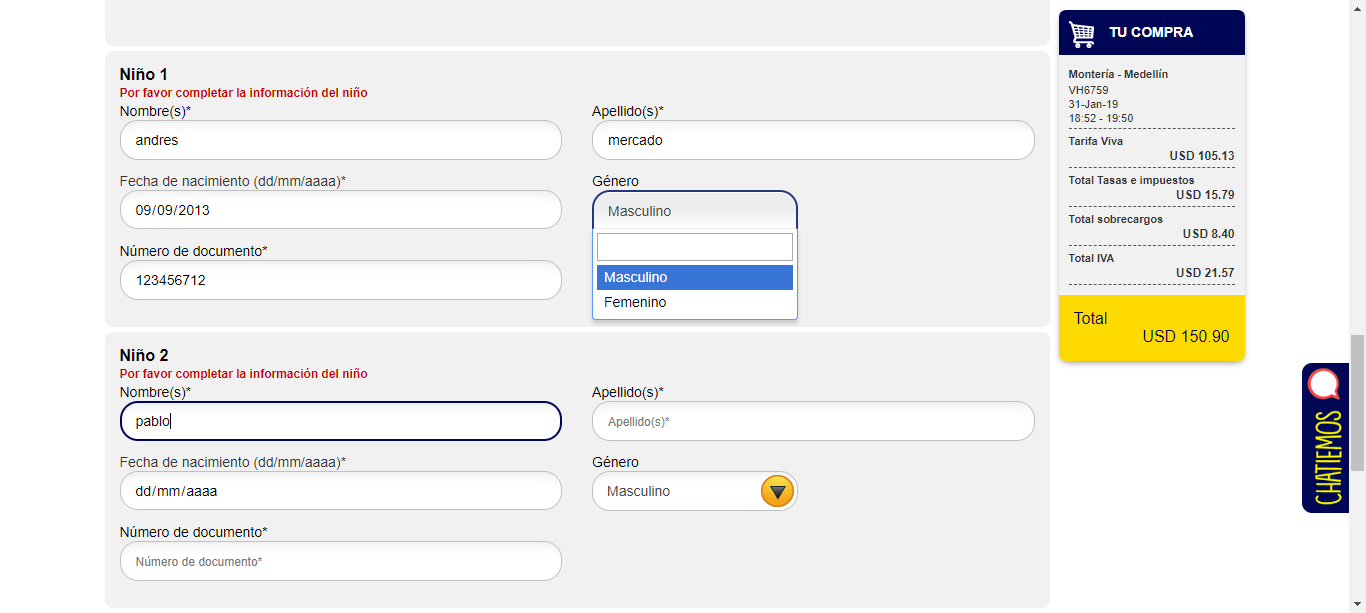 Niño 1
Por favor completar la información del niño
Nombre(s)*
Apellido(s)*
andres
mercado
Fecha de nacimiento (dd/mm/aaaa)*
Género
09/09/2013
Masculino
Número de documento*
123456712
Masculino
Femenino
Niño 2
Por favor completar la información del niño
Nombre(s)*
Apellido(s)*
pablo
Apellido(s)*
Fecha de nacimiento (dd/mm/aaaa)*
Género
dd/mm/aaaa
Masculino
Número de documento*
Número de documento*
TU COMPRA
Montería - Medellín
VH6759
31-Jan-19
18:52 - 19:50
Tarifa Viva
USD 105.13
Total Tasas e impuestos
USD 15.79
Total sobrecargos
USD 8.40
Total IVA
USD 21.57
Total
USD 150.90
CHATIEMOS